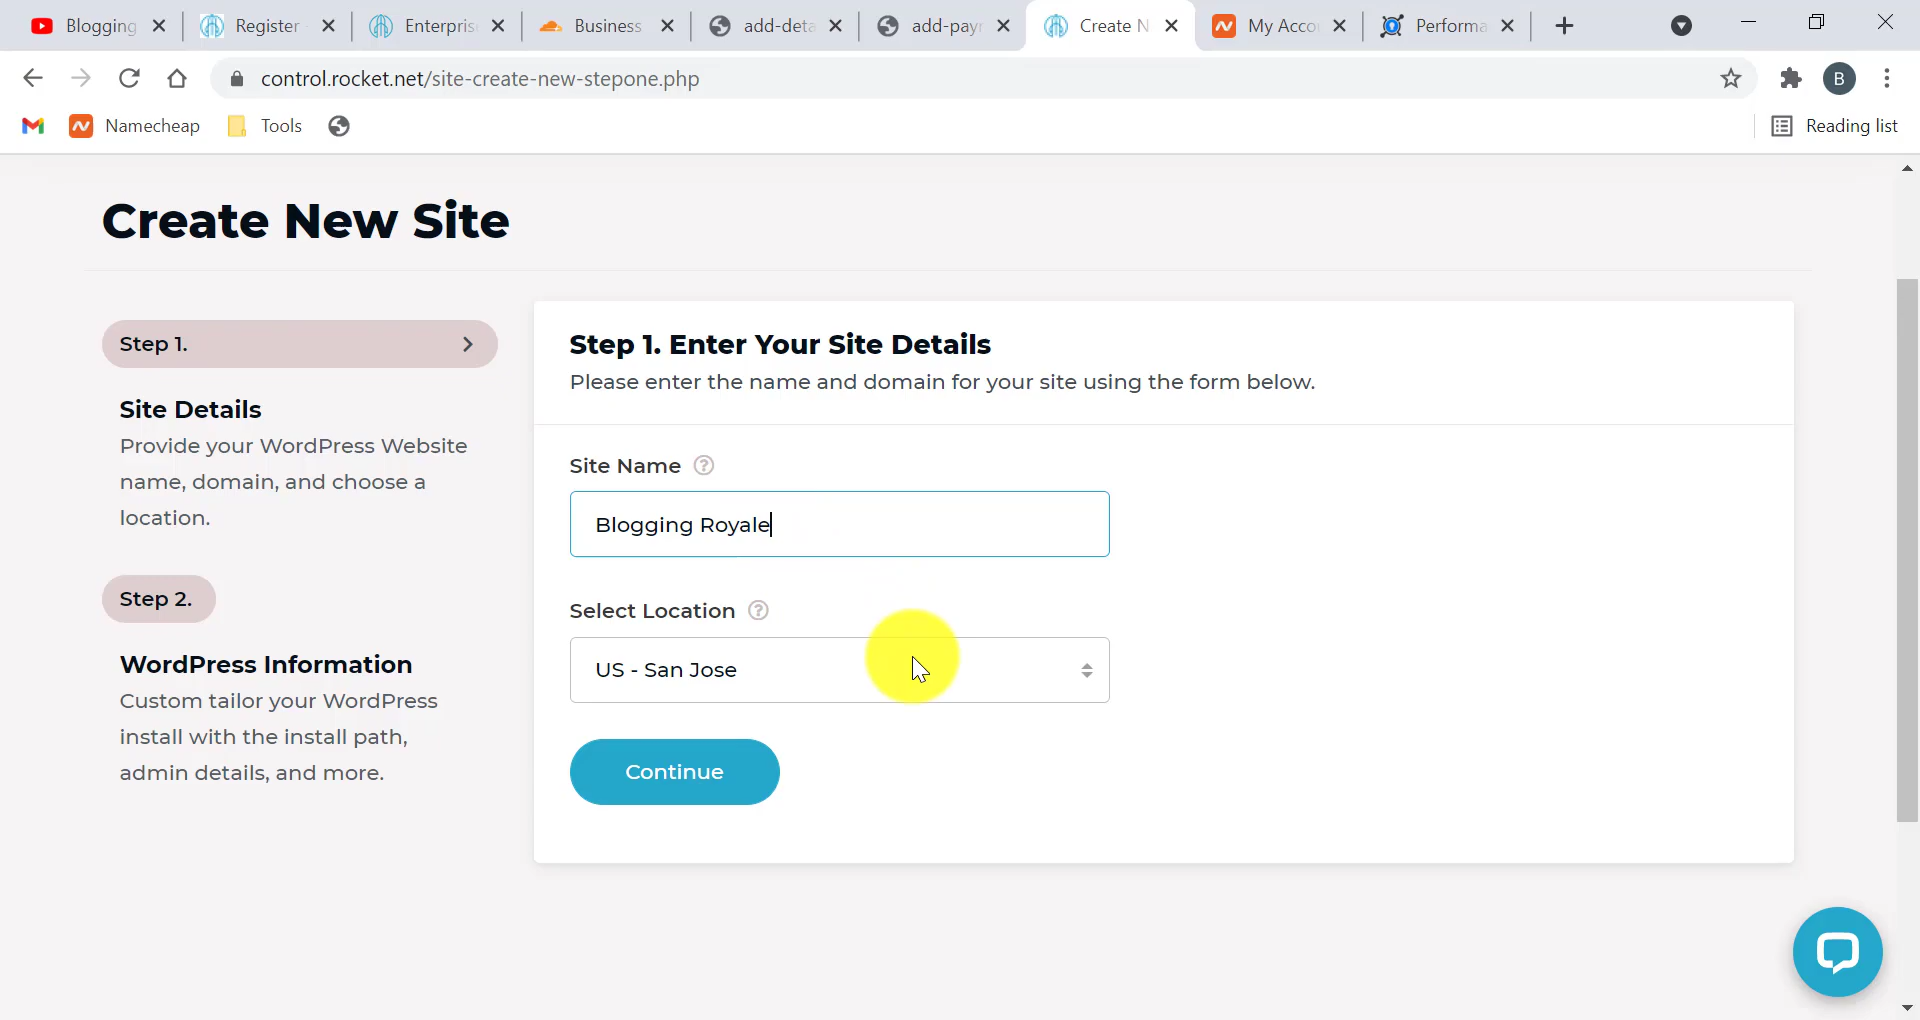 Blogging
Register
Enterpris
Business
add-deta
add-payr
Create N
My Acco
Performa
control.rocket.net/site-create-new-stepone.php
B
Namecheap
Tools
Reading list
Create New Site
Step 1.
Site Details
Provide your WordPress Website
name, domain, and choose a
location.
Step 2.
WordPress Information
Custom tailor your WordPress
install with the install path,
admin details, and more.
Step 1. Enter Your Site Details
Please enter the name and domain for your site using the form below.
Site Name ?
Blogging Royale
Select Location ?
US - San Jose
Continue